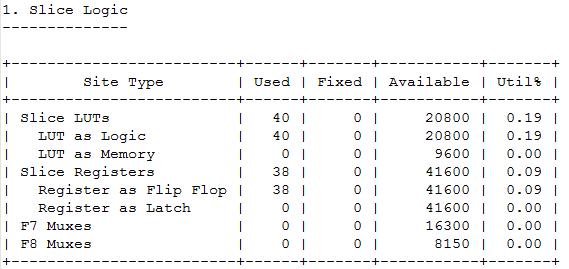 1. Slice Logic
--------------

+----------------------------+------+-------+-----------+-------+
|          Site Type         | Used | Fixed | Available | Util% |
+----------------------------+------+-------+-----------+-------+
| Slice LUTs                 |   40 |     0 |     20800 |  0.19 |
|   LUT as Logic             |   40 |     0 |     20800 |  0.19 |
|   LUT as Memory            |    0 |     0 |      9600 |  0.00 |
| Slice Registers            |   38 |     0 |     41600 |  0.09 |
|   Register as Flip Flop    |   38 |     0 |     41600 |  0.09 |
|   Register as Latch        |    0 |     0 |     41600 |  0.00 |
| F7 Muxes                   |    0 |     0 |     16300 |  0.00 |
| F8 Muxes                   |    0 |     0 |      8150 |  0.00 |
+----------------------------+------+-------+-----------+-------+